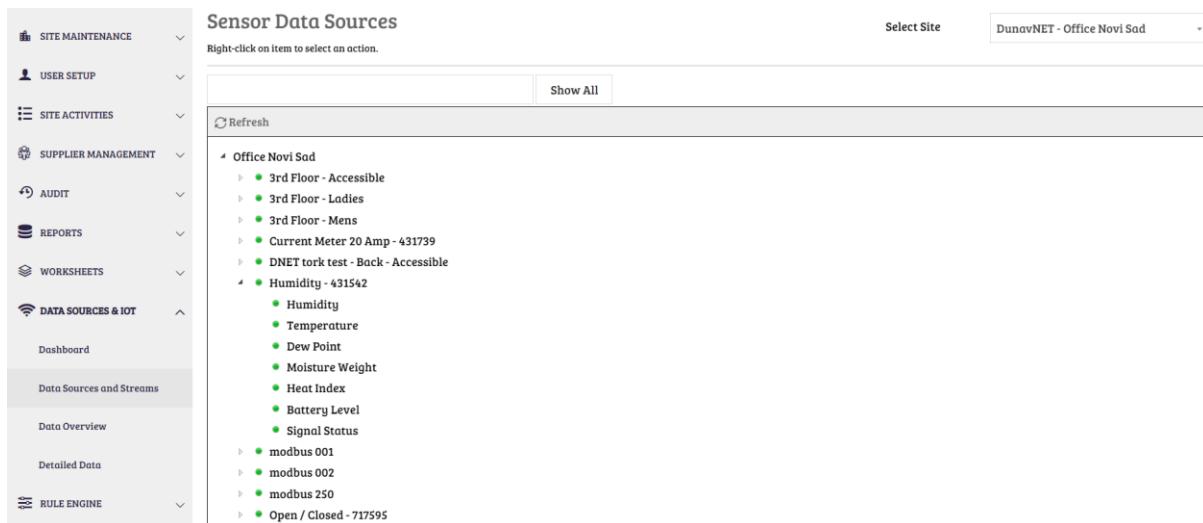 SITE MAINTENANCE
USER SETUP
SITE ACTIVITIES
SUPPLIER MANAGEMENT
AUDIT
REPORTS
WORKSHEETS
DATA SOURCES & IOT
Dashboard
Data Sources and Streams
Data Overview
Detailed Data
RULE ENGINE
Sensor Data Sources
Right-click on item to select an action.
Select Site
DunavNET - Office Novi Sad
Show All
Refresh
Office Novi Sad
3rd Floor - Accessible
3rd Floor - Ladies
3rd Floor - Mens
Current Meter 20 Amp - 431739
DNET tork test - Back - Accessible
Humidity - 431542
Humidity
Temperature
Dew Point
Moisture Weight
Heat Index
Battery Level
Signal Status
modbus 001
modbus 002
modbus 250
Open / Closed - 717595